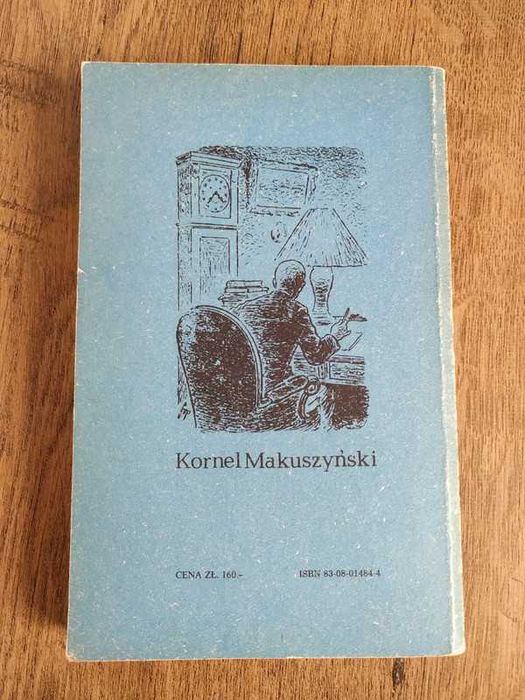 Kornel Makuszyński
CENA ZŁ. 160.- ISBN 83-08-01484-4